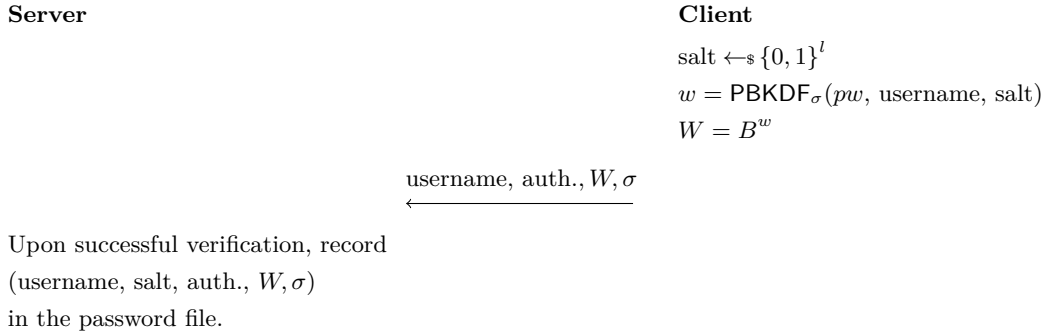 Server
Client
salt ←$ {0, 1}^l
w = PBKDF_σ(pw, username, salt)
W = B^w
username, auth., W, σ
Upon successful verification, record
(username, salt, auth., W, σ)
in the password file.